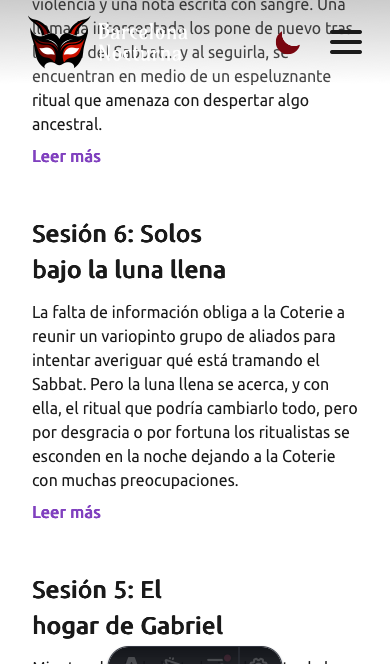 violencia y una nota escrita con sangre. Una
llamada interceptada los pone de nuevo tras
del Sabbat... y al seguirla, se
encuentran en medio de un espeluznante
ritual que amenaza con despertar algo
ancestral.
Leer más
Sesión 6: Solos
bajo la luna llena
La falta de información obliga a la Coterie a
reunir un variopinto grupo de aliados para
intentar averiguar qué está tramando el
Sabbat. Pero la luna llena se acerca, y con
ella, el ritual que podría cambiarlo todo, pero
por desgracia o por fortuna los ritualistas se
esconden en la noche dejando a la Coterie
con muchas preocupaciones.
Leer más
Sesión 5: El
hogar de Gabriel